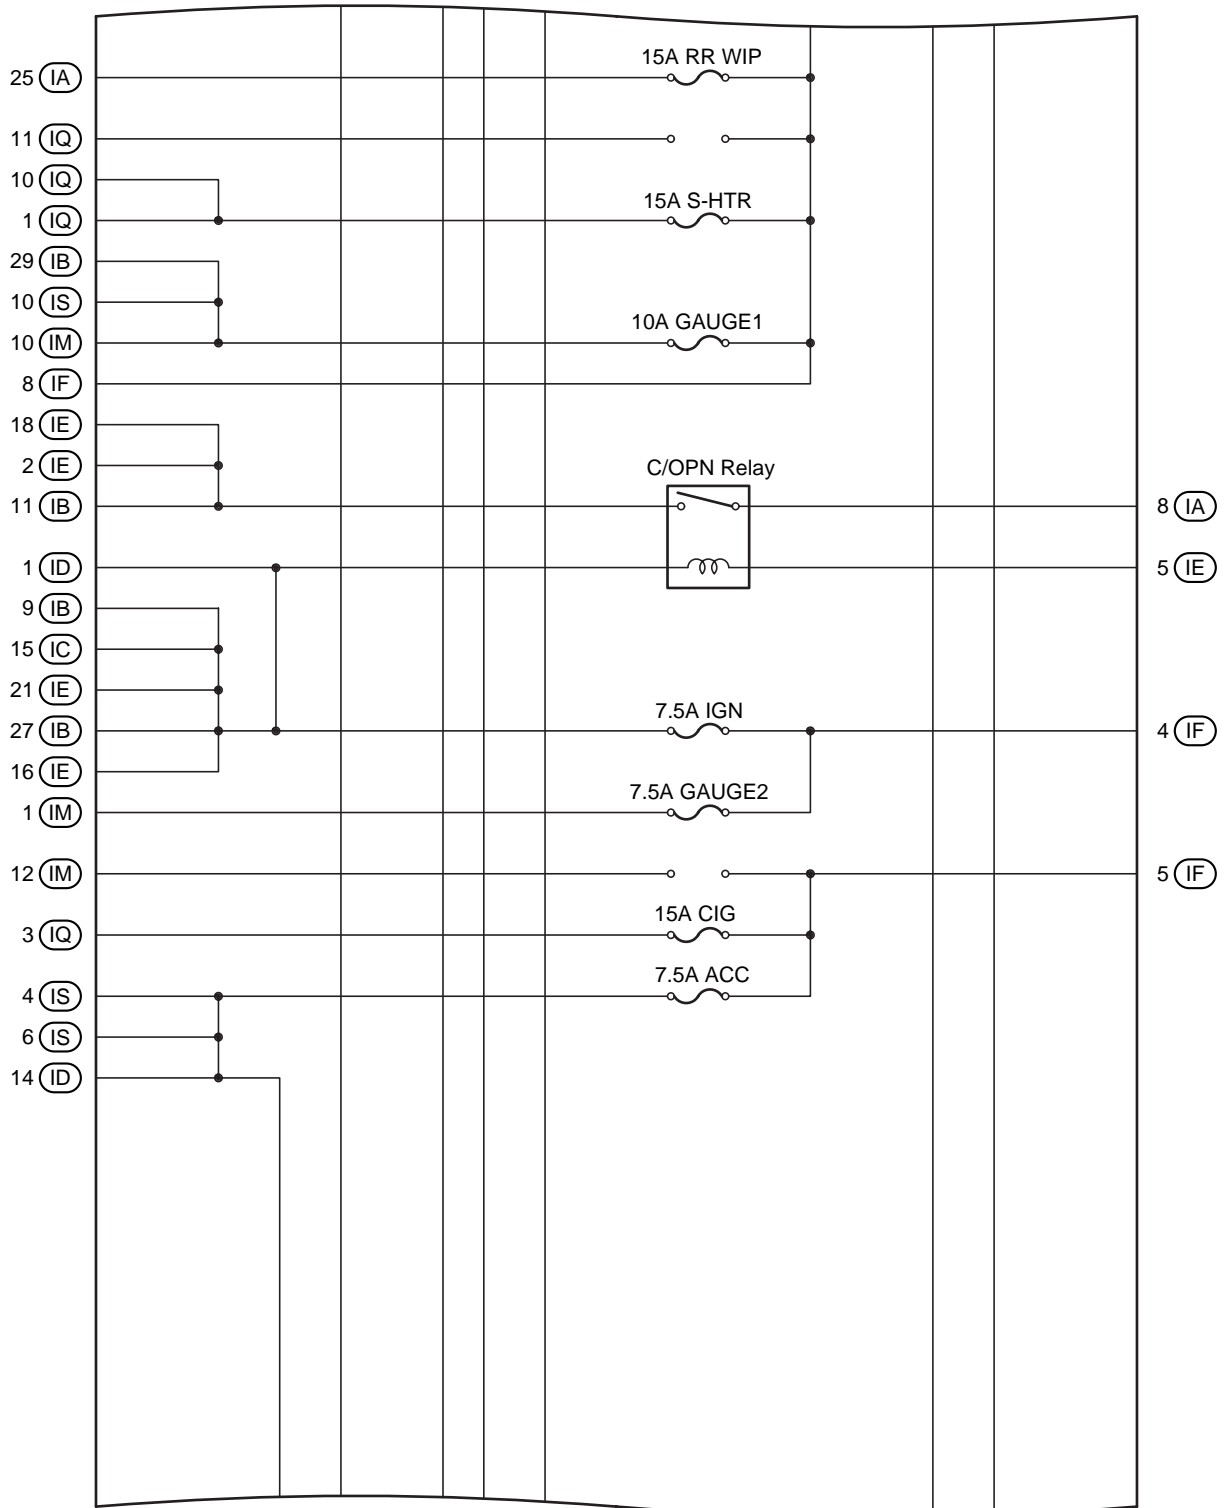 15A RR WIP
25 IA
11 IQ
10 IQ
15A S-HTR
1 IQ
29 IB
10 IS
10A GAUGE1
10 IM
8 IF
18 IE
2 IE
C/OPN Relay
11 IB
8 IA
1 ID
5 IE
9 IB
15 IC
21 IE
7.5A IGN
27 IB
4 IF
16 IE
7.5A GAUGE2
1 IM
12 IM
5 IF
15A CIG
3 IQ
7.5A ACC
4 IS
6 IS
14 ID